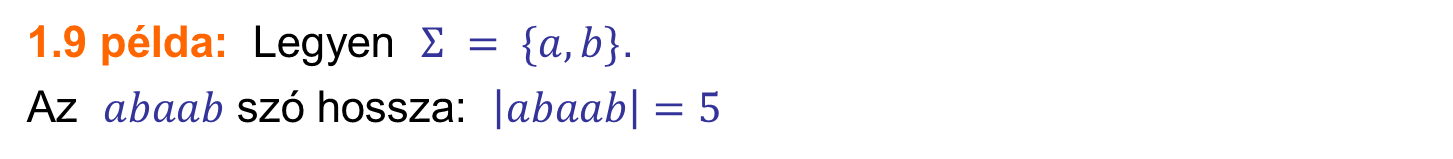 1.9 példa: Legyen Σ = {a, b}.
Az abaab szó hossza: |abaab| = 5